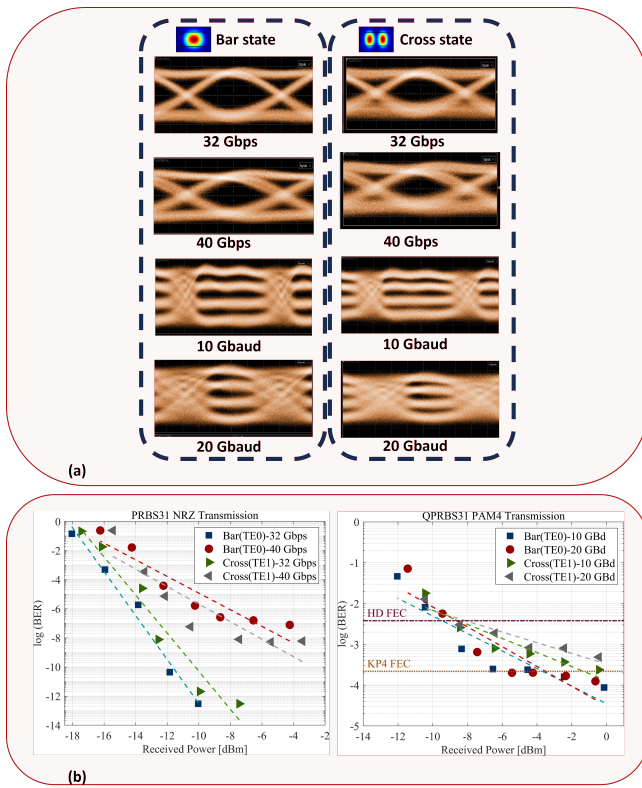 Bar state
Cross state
32 Gbps
32 Gbps
40 Gbps
40 Gbps
10 Gbaud
10 Gbaud
20 Gbaud
20 Gbaud
(a)
PRBS31 NRZ Transmission
Bar(TE0)-32 Gbps
Bar(TE0)-40 Gbps
Cross(TE1)-32 Gbps
Cross(TE1)-40 Gbps
log (BER)
0
-2
-4
-6
-8
-10
-12
-14
-18 -16 -14 -12 -10 -8 -6 -4 -2
Received Power [dBm]
QPRBS31 PAM4 Transmission
Bar(TE0)-10 GBd
Bar(TE0)-20 GBd
Cross(TE1)-10 GBd
Cross(TE1)-20 GBd
HD FEC
KP4 FEC
log (BER)
0
-1
-2
-3
-4
-5
-14 -12 -10 -8 -6 -4 -2 0
Received Power [dBm]
(b)